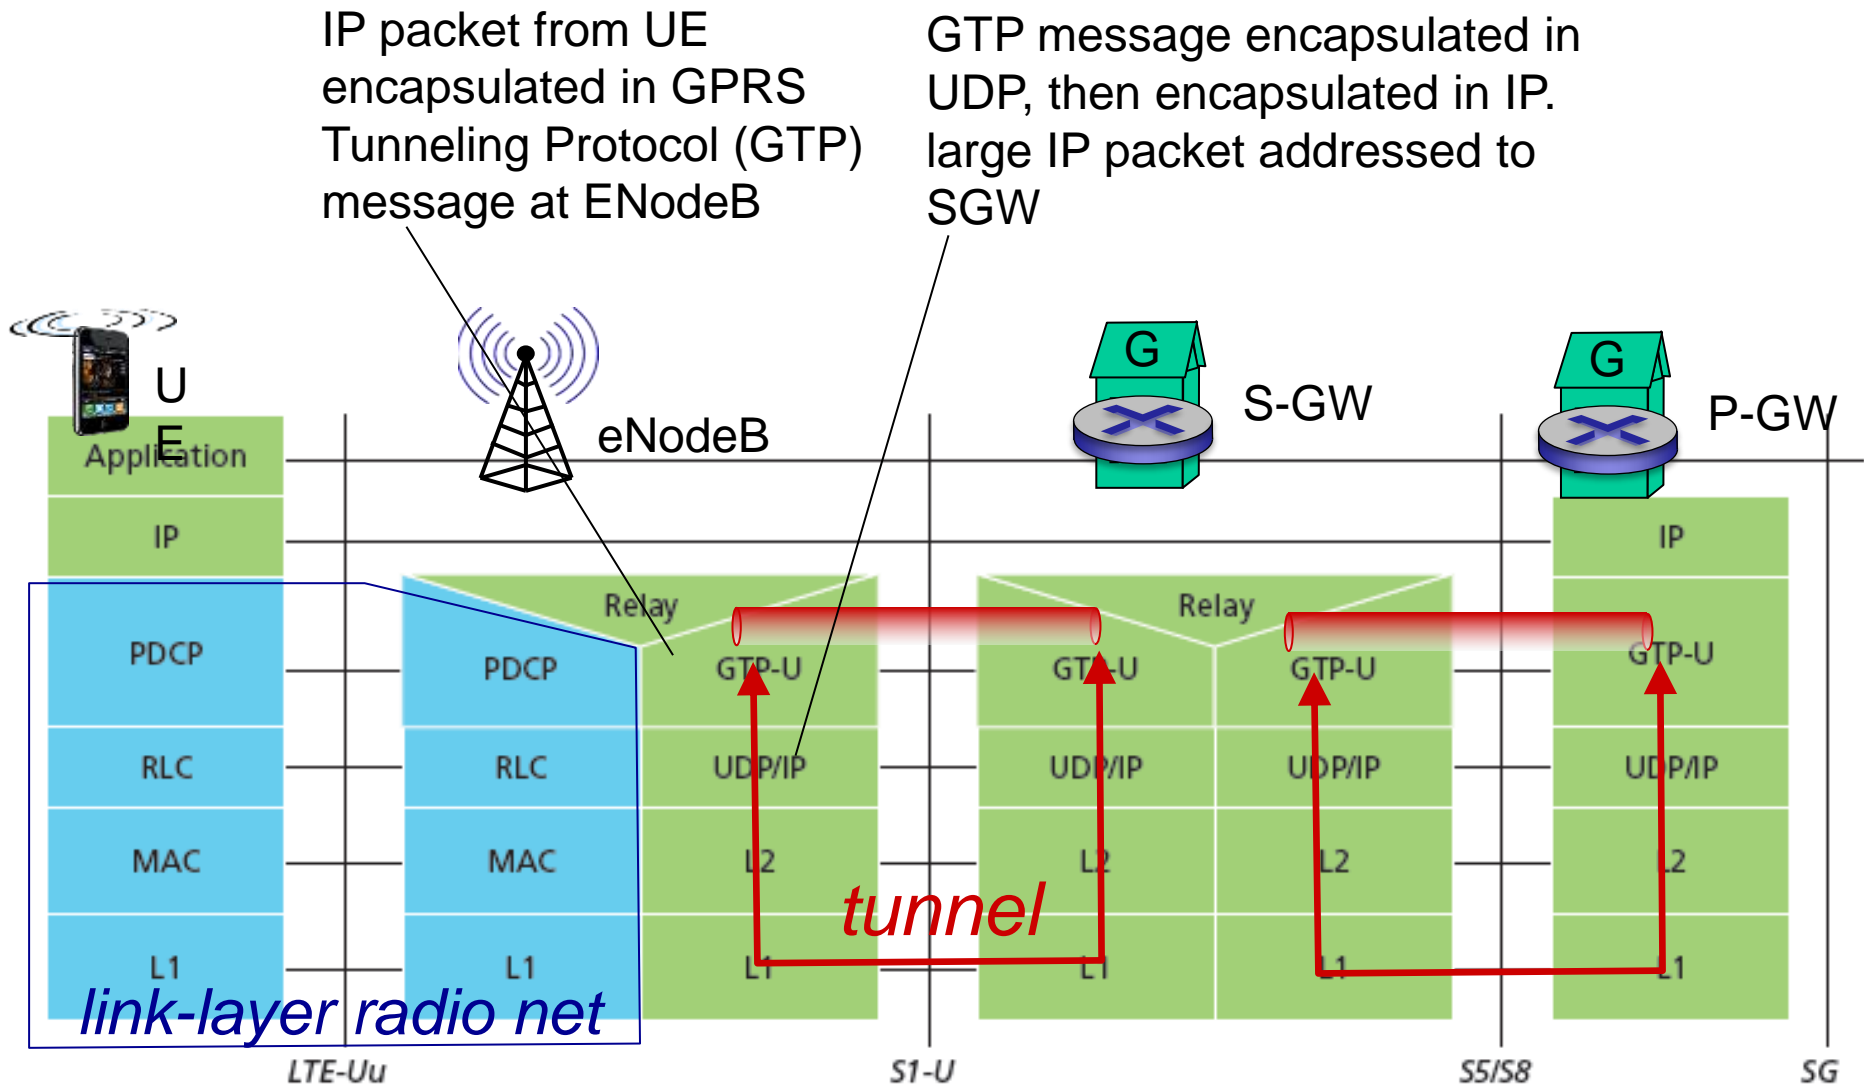 IP packet from UE
encapsulated in GPRS
Tunneling Protocol (GTP)
message at ENodeB
GTP message encapsulated in
UDP, then encapsulated in IP.
large IP packet addressed to
SGW
U
E
eNodeB
G
S-GW
G
P-GW
Application
IP
IP
Relay
Relay
PDCP
PDCP
GTP-U
GTP-U
GTP-U
GTP-U
RLC
RLC
UDP/IP
UDP/IP
UDP/IP
UDP/IP
MAC
MAC
L2
L2
L2
L2
tunnel
L1
L1
L1
L1
L1
L1
link-layer radio net
LTE-Uu
S1-U
S5/S8
SG